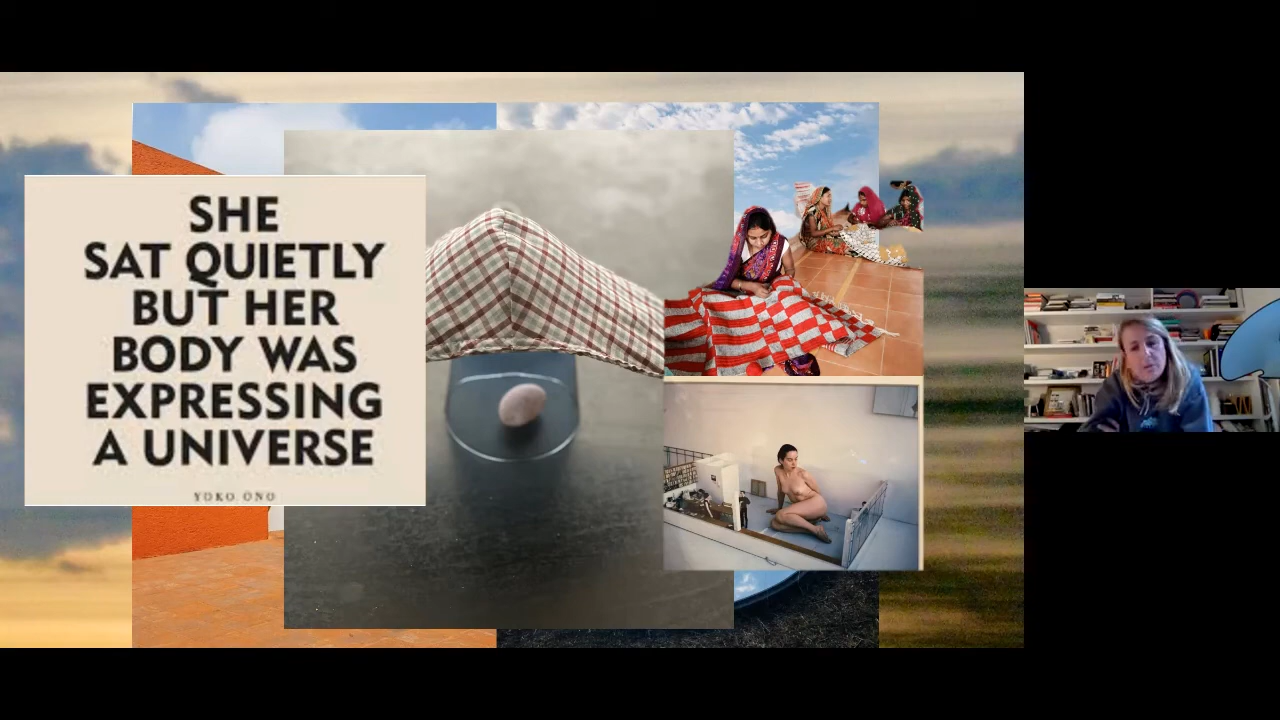 SHE
SAT QUIETLY
BUT HER
BODY WAS
EXPRESSING
A UNIVERSE
YOKO ONO